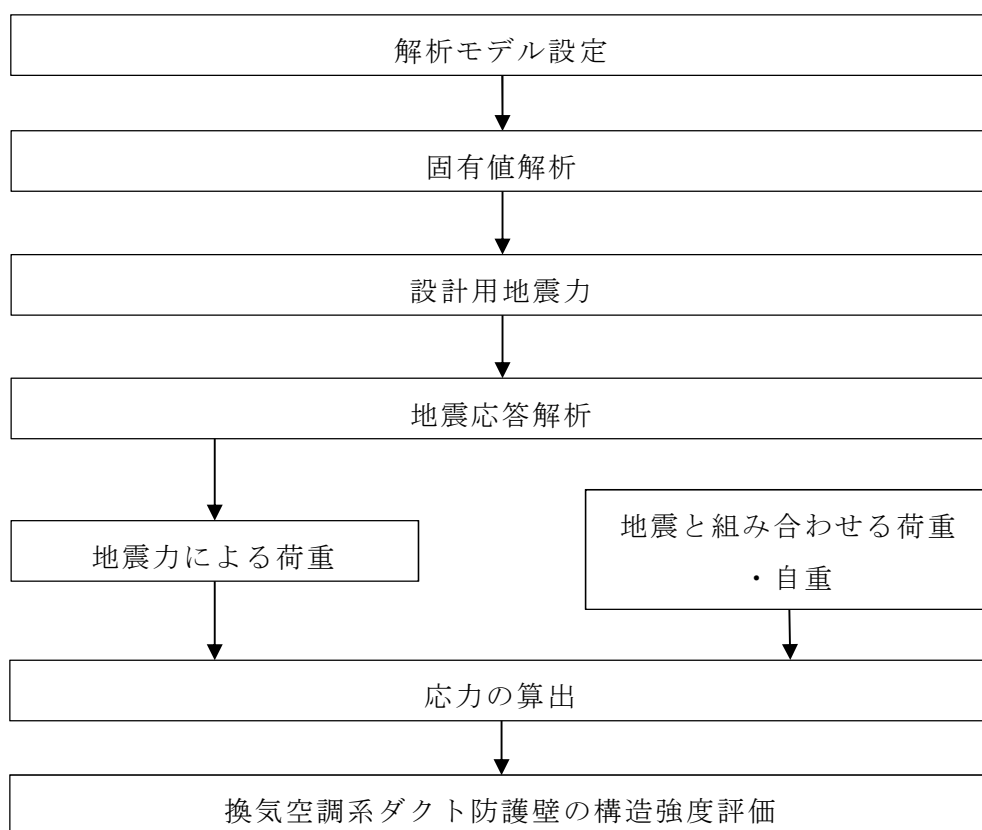 解析モデル設定
固有値解析
設計用地震力
地震応答解析
地震力による荷重
地震と組み合わせる荷重
・自重
応力の算出
換気空調系ダクト防護壁の構造強度評価